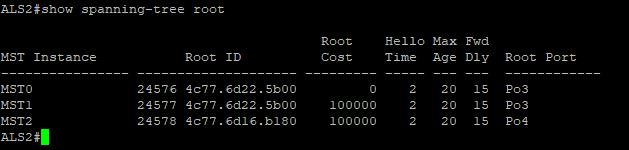 ALS2#show spanning-tree root
                                        Root    Hello Max Fwd
MST Instance           Root ID          Cost    Time  Age Dly  Root Port
---------------- -------------------- --------- ----- --- ---  ------------
MST0             24576 4c77.6d22.5b00         0    2   20  15  Po3
MST1             24577 4c77.6d22.5b00    100000    2   20  15  Po3
MST2             24578 4c77.6d16.b180    100000    2   20  15  Po4
ALS2#